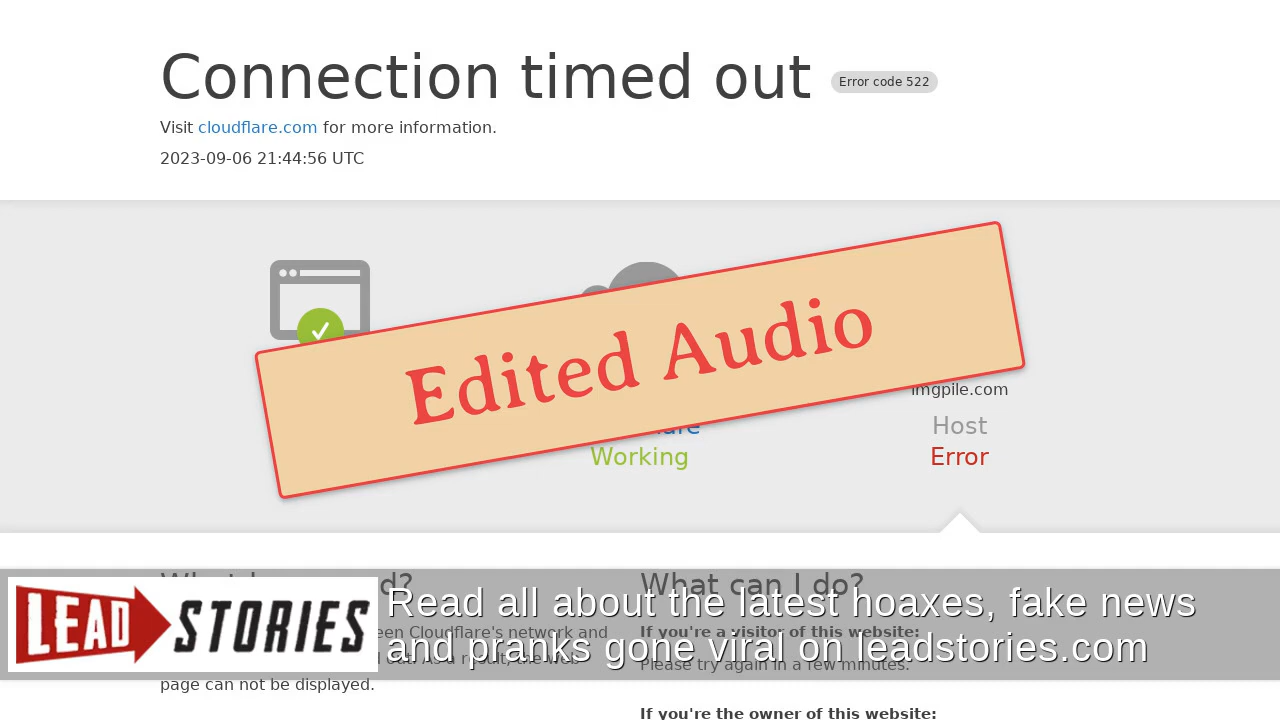 Connection timed out Error code 522
Visit cloudflare.com for more information.
2023-09-06 21:44:56 UTC
Edited Audio
imgpile.com
Host
Working
Error
What can I do?
LEAD STORIES
Read all about the latest hoaxes, fake news
and pranks gone viral on leadstories.com
Cloudflare's network and
If you're a visitor of this website:
Please try again in a few minutes.
page can not be displayed.
If you're the owner of this website: